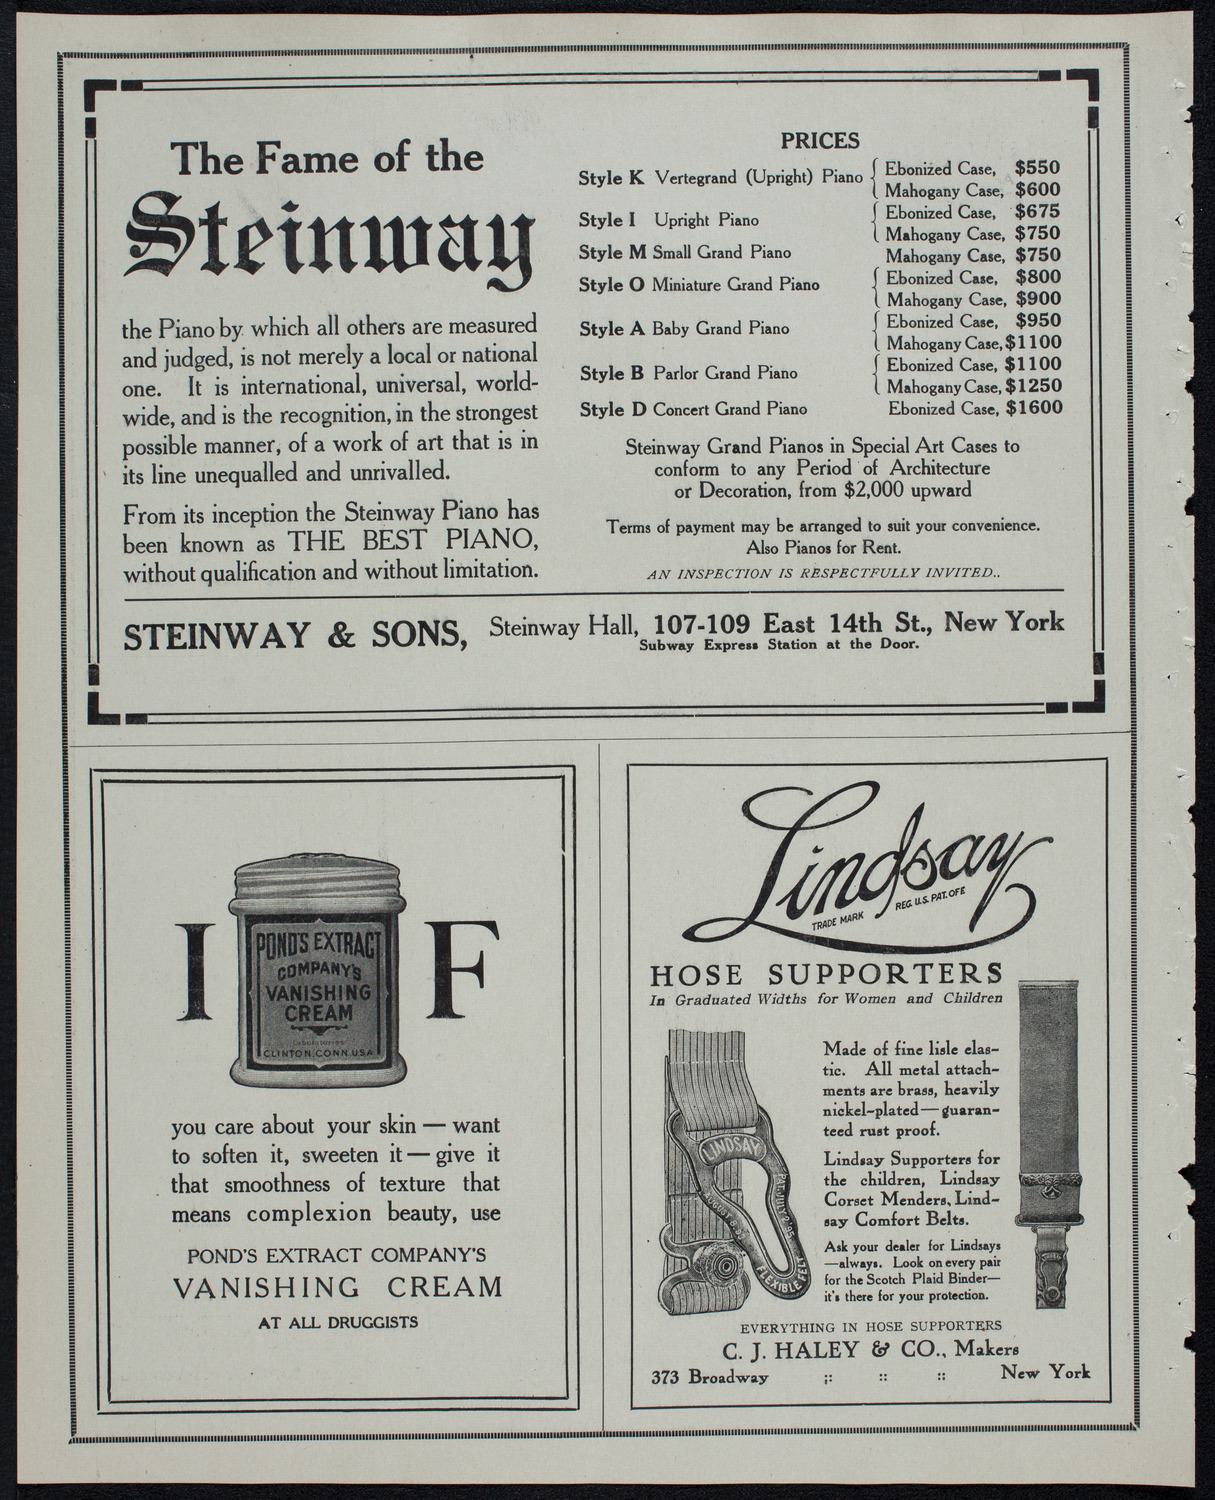 The Fame of the
Steinway
the Piano by which all others are measured
and judged, is not merely a local or national
one. It is international, universal, world-
wide, and is the recognition, in the strongest
possible manner, of a work of art that is in
its line unequalled and unrivalled.
From its inception the Steinway Piano has
been known as THE BEST PIANO,
without qualification and without limitation.
PRICES
Style K Vertegrand (Upright) Piano { Ebonized Case, $550
Mahogany Case, $600
Style I Upright Piano { Ebonized Case, $675
Mahogany Case, $750
Style M Small Grand Piano Mahogany Case, $750
Style O Miniature Grand Piano { Ebonized Case, $800
Mahogany Case, $900
Style A Baby Grand Piano { Ebonized Case, $950
Mahogany Case, $1100
Style B Parlor Grand Piano { Ebonized Case, $1100
Mahogany Case, $1250
Style D Concert Grand Piano Ebonized Case, $1600
Steinway Grand Pianos in Special Art Cases to
conform to any Period of Architecture
or Decoration, from $2,000 upward
Terms of payment may be arranged to suit your convenience.
Also Pianos for Rent.
AN INSPECTION IS RESPECTFULLY INVITED..
STEINWAY & SONS, Steinway Hall, 107-109 East 14th St., New York
Subway Express Station at the Door.
I F
POND'S EXTRACT
COMPANY'S
VANISHING
CREAM
Laboratories
CLINTON, CONN. USA
you care about your skin — want
to soften it, sweeten it — give it
that smoothness of texture that
means complexion beauty, use
POND'S EXTRACT COMPANY'S
VANISHING CREAM
AT ALL DRUGGISTS
Lindsay
TRADE MARK REG. U.S. PAT. OFF.
HOSE SUPPORTERS
In Graduated Widths for Women and Children
LINDSAY
FLEXIBLE FELT
Made of fine lisle elas-
tic. All metal attach-
ments are brass, heavily
nickel-plated—guaran-
teed rust proof.
Lindsay Supporters for
the children, Lindsay
Corset Menders, Lind-
say Comfort Belts.
Ask your dealer for Lindsays
—always. Look on every pair
for the Scotch Plaid Binder—
it's there for your protection.
EVERYTHING IN HOSE SUPPORTERS
C. J. HALEY & CO., Makers
373 Broadway :: :: :: New York